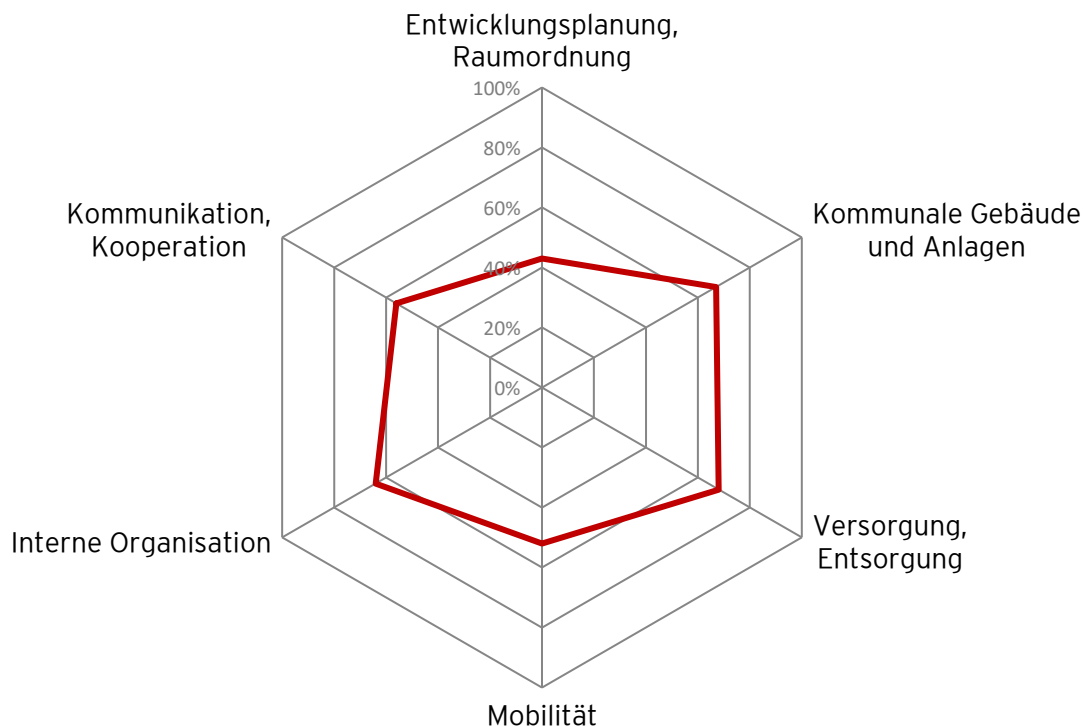 Entwicklungsplanung,
Raumordnung
100%
80%
60%
40%
20%
0%
Kommunale Gebäude
und Anlagen
Versorgung,
Entsorgung
Mobilität
Interne Organisation
Kommunikation,
Kooperation